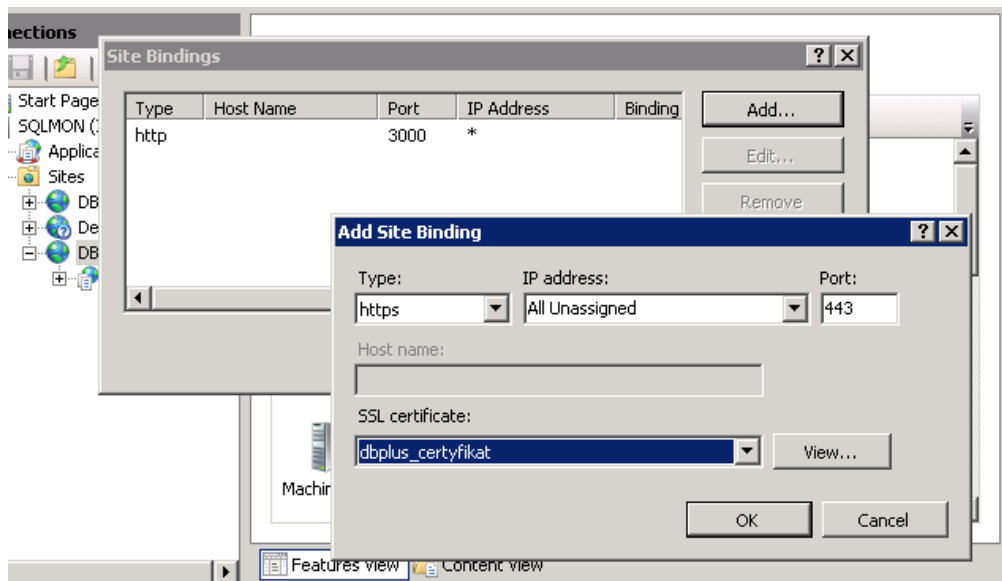 nections
Site Bindings
Start Page
SQLMON (
Applica
Sites
DB
De
DB
Type Host Name Port IP Address Binding
http 3000 *
Add...
Edit...
Remove
Add Site Binding
Type: IP address: Port:
https All Unassigned 443
Host name:
SSL certificate:
dbplus_certyfikat View...
Machin
OK Cancel
Features View Content View